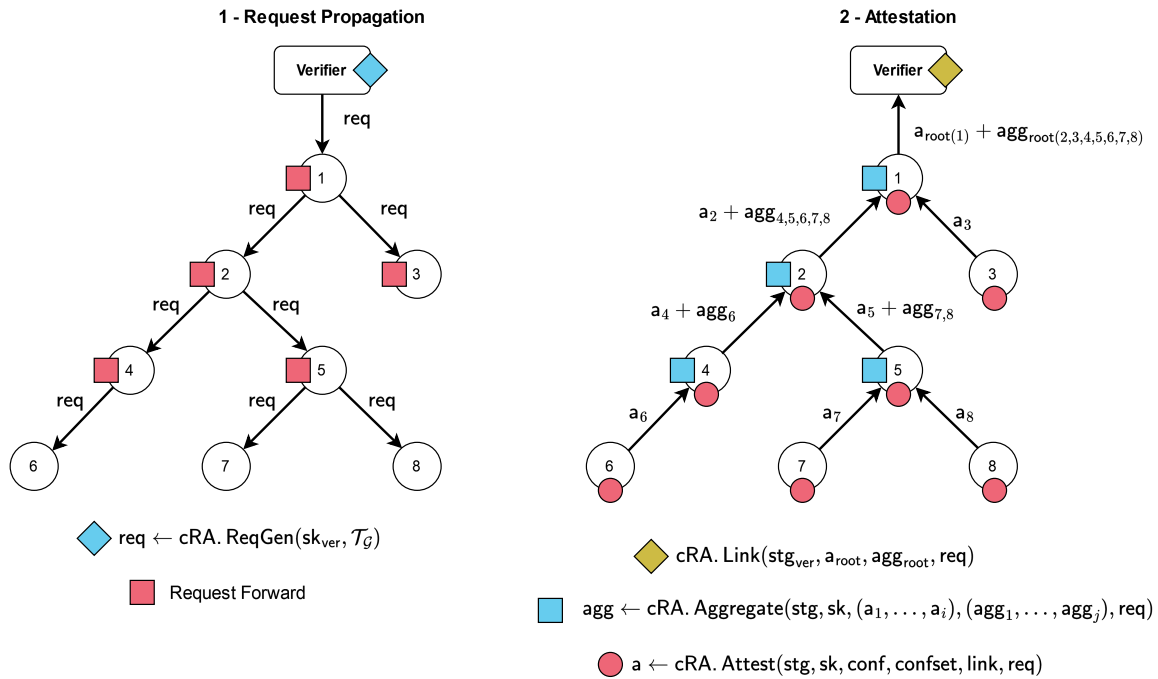 1 - Request Propagation
Verifier
req
1
req
req
2
3
req
req
4
5
req
req
req
6
7
8
req ← cRA. ReqGen(sk_ver, 𝒯_𝒢)
Request Forward
2 - Attestation
Verifier
a_root(1) + agg_root(2,3,4,5,6,7,8)
1
a_2 + agg_4,5,6,7,8
a_3
2
3
a_4 + agg_6
a_5 + agg_7,8
4
5
a_6
a_7
a_8
6
7
8
cRA. Link(stg_ver, a_root, agg_root, req)
agg ← cRA. Aggregate(stg, sk, (a_1, . . . , a_i), (agg_1, . . . , agg_j), req)
a ← cRA. Attest(stg, sk, conf, confset, link, req)